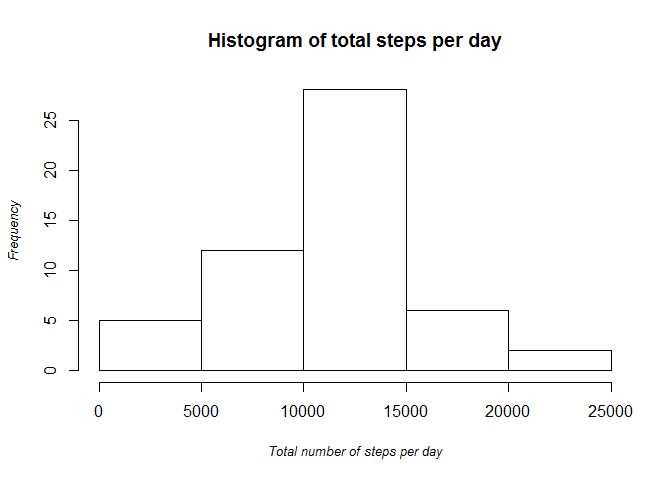 Histogram of total steps per day
25
20
15
10
5
0
Frequency
0 5000 10000 15000 20000 25000
Total number of steps per day